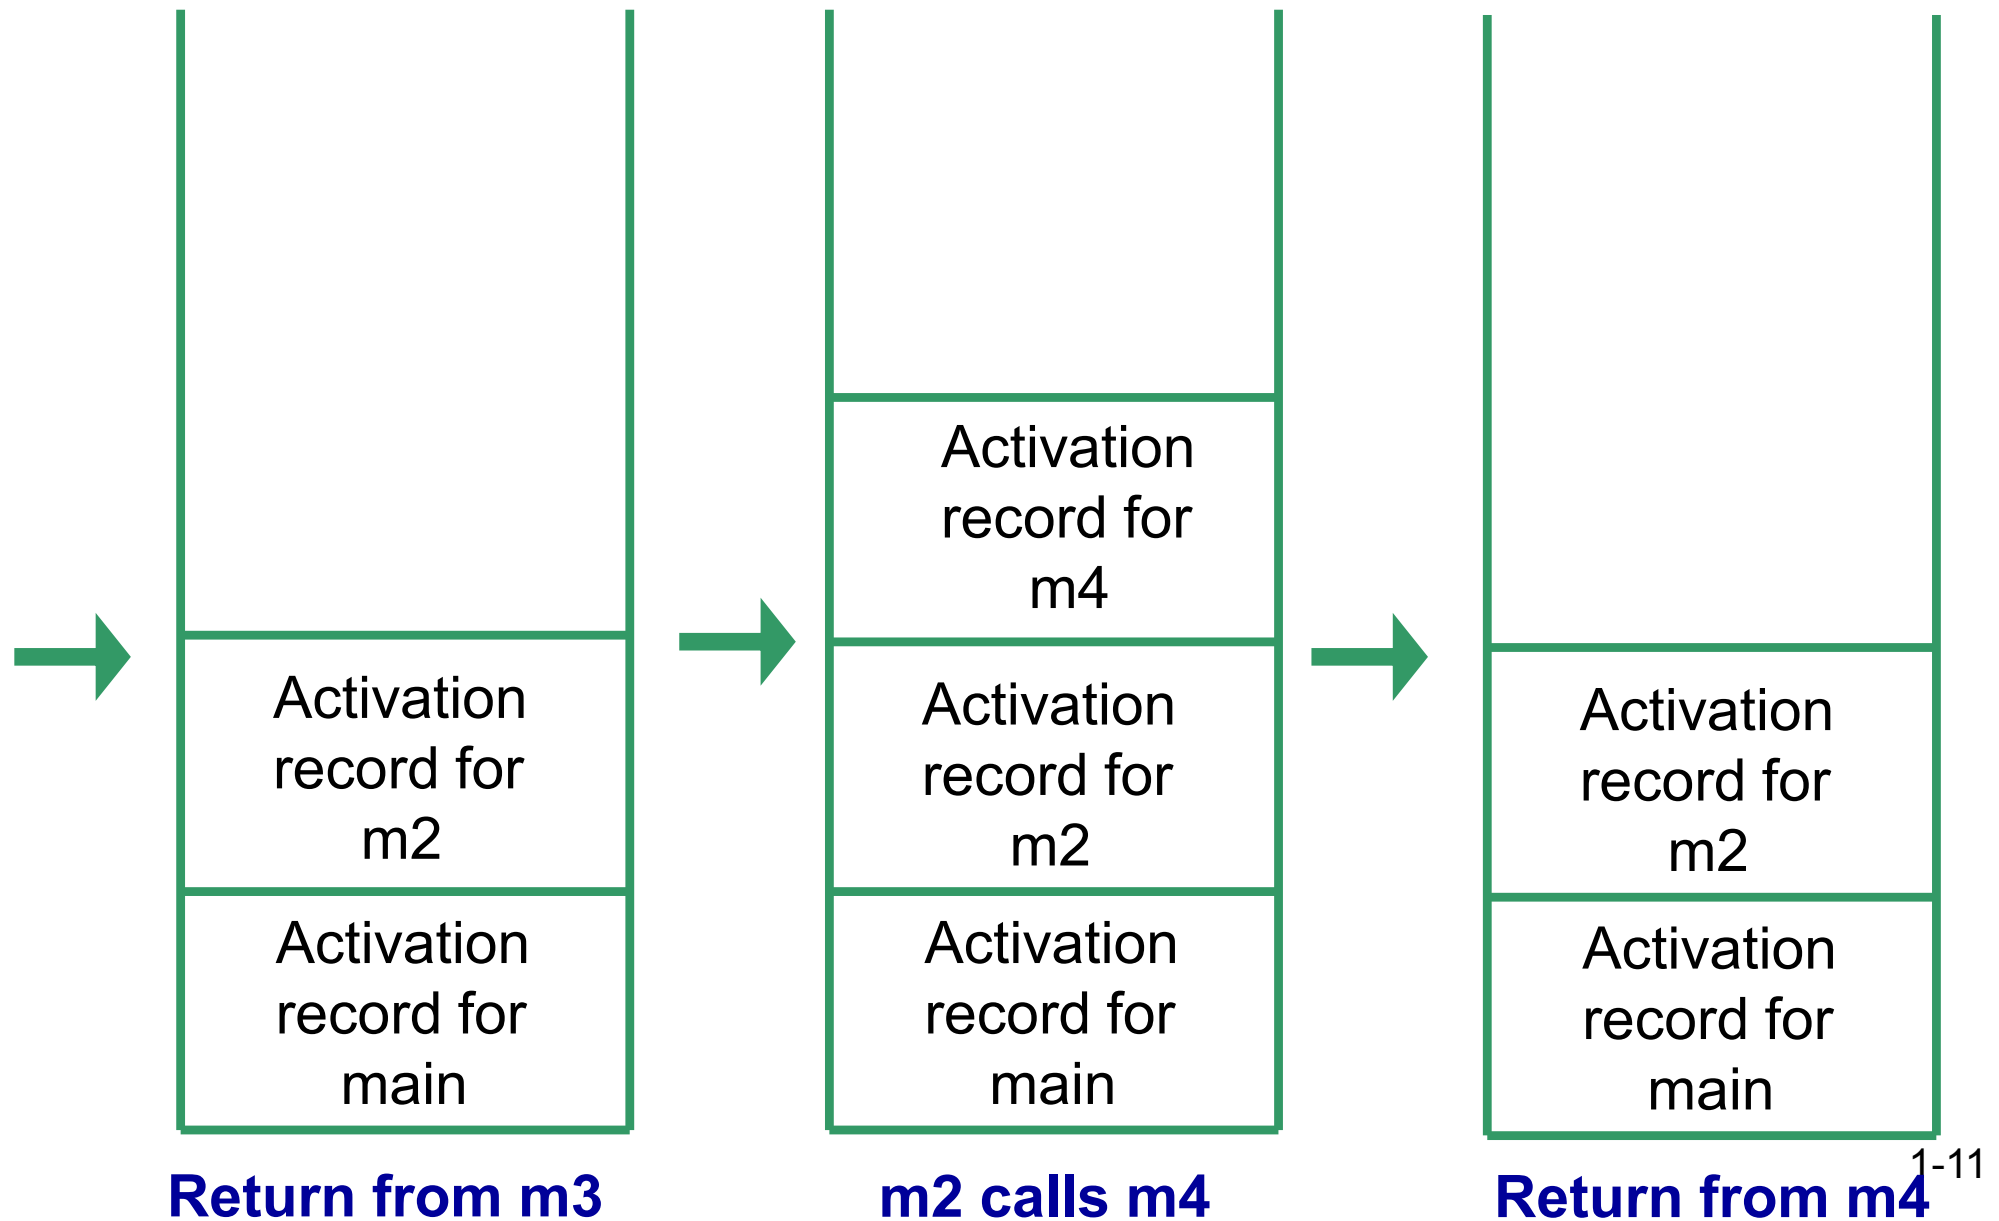 Activation
record for
m2
Activation
record for
main
Return from m3
Activation
record for
m4
Activation
record for
m2
Activation
record for
main
m2 calls m4
Activation
record for
m2
Activation
record for
main
Return from m4
1-11